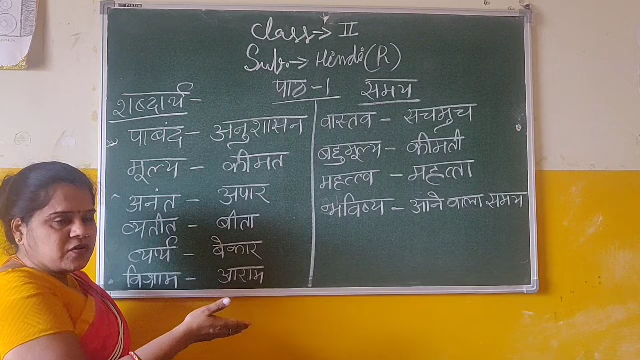 Class → II
Sub. → Hindi (R)
पाठ - 1 समय
शब्दार्थ -
पाबंद - अनुशासन
मूल्य - कीमत
अनंत - अपार
व्यतीत - बीता
व्यर्थ - बेकार
विश्राम - आराम
वास्तव - सचमुच
बहुमूल्य - कीमती
महत्त्व - महत्ता
भविष्य - आने वाला समय